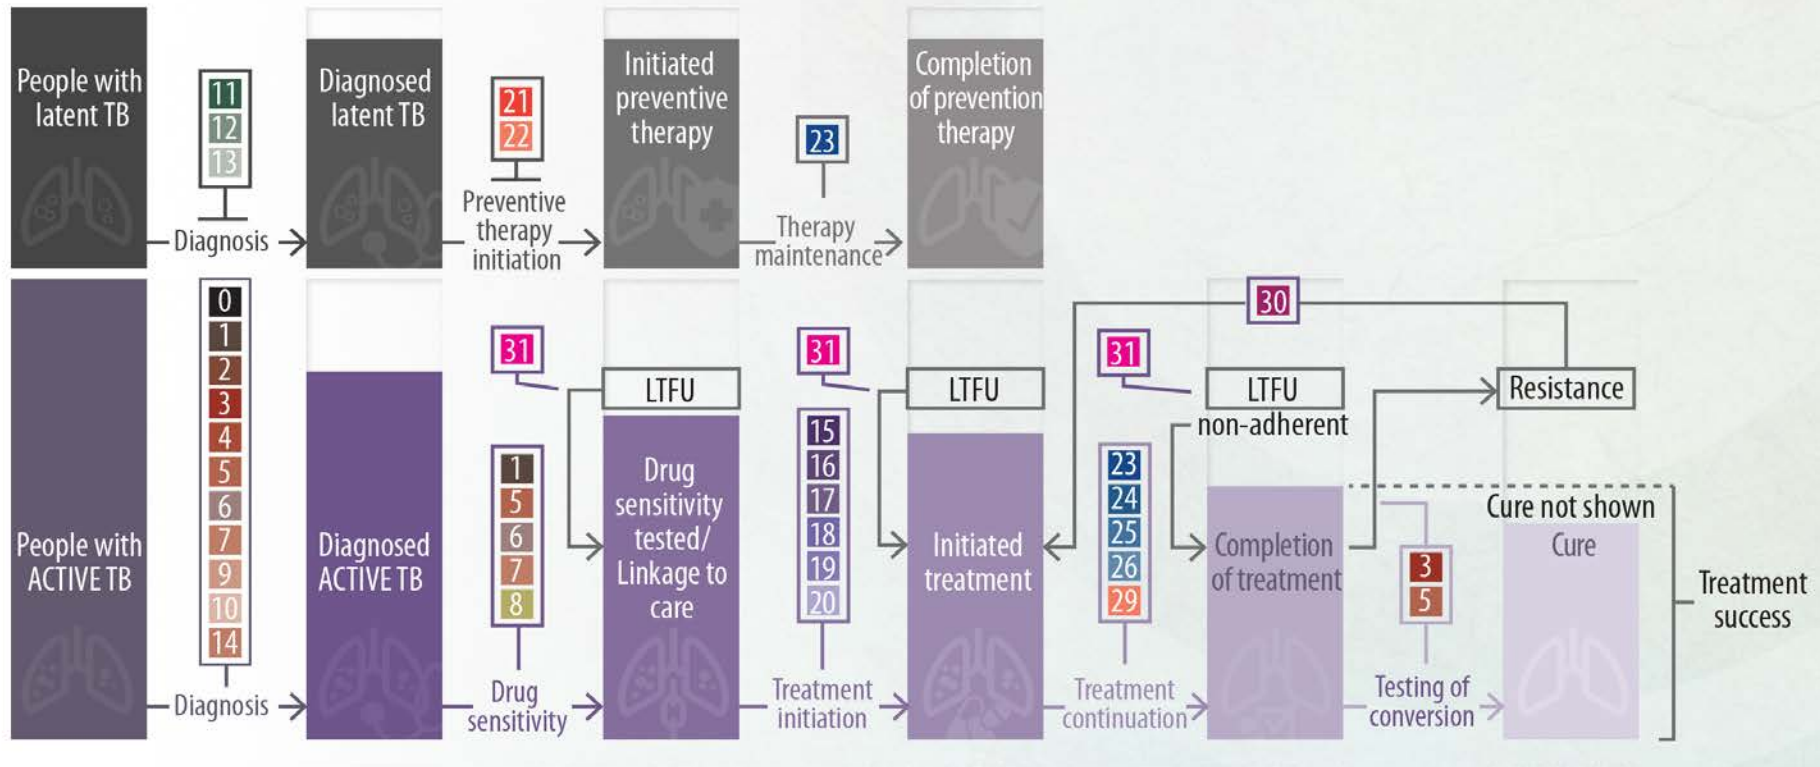 People with
latent TB
11
12
13
Diagnosis
Diagnosed
latent TB
21
22
Preventive
therapy
initiation
Initiated
preventive
therapy
23
Therapy
maintenance
Completion
of prevention
therapy
People with
ACTIVE TB
0
1
2
3
4
5
6
7
9
10
14
Diagnosis
Diagnosed
ACTIVE TB
31
1
5
6
7
8
Drug
sensitivity
LTFU
Drug
sensitivity
tested/
Linkage to
care
31
15
16
17
18
19
20
Treatment
initiation
LTFU
Initiated
treatment
31
23
24
25
26
29
Treatment
continuation
30
LTFU
non-adherent
Completion
of treatment
3
5
Testing of
conversion
Resistance
Cure not shown
Cure
Treatment
success